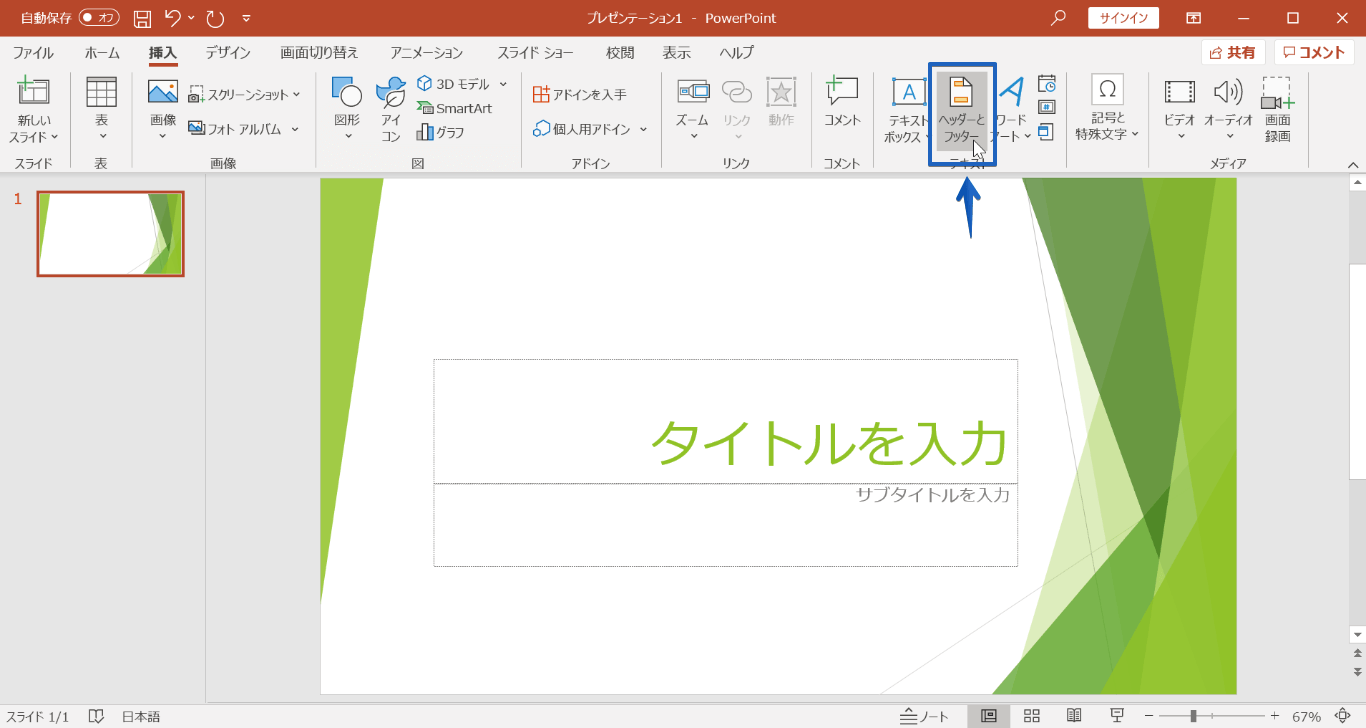 自動保存 オフ プレゼンテーション1 - PowerPoint サインイン
ファイル ホーム 挿入 デザイン 画面切り替え アニメーション スライド ショー 校閲 表示 ヘルプ 共有 コメント
新しい
スライド
スライド
表
表
画像
スクリーンショット
フォト アルバム
画像
図形
アイ
コン
3D モデル
SmartArt
グラフ
図
アドインを入手
個人用アドイン
アドイン
ズーム
リンク
動作
リンク
コメント
コメント
A
テキスト
ボックス
ヘッダーと
フッター
ワード
アート
テキスト
Ω
記号と
特殊文字
ビデオ
オーディオ
画面
録画
メディア
1
タイトルを入力
サブタイトルを入力
スライド 1/1 日本語 ノート 67%